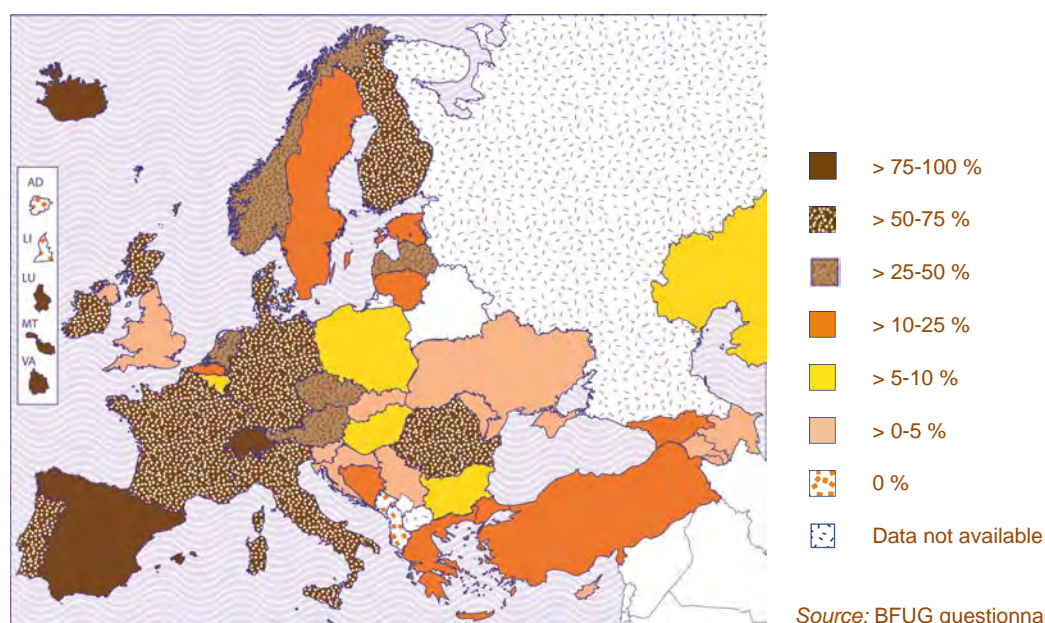 AD
LI
LU
MT
VA
> 75-100 %
> 50-75 %
> 25-50 %
> 10-25 %
> 5-10 %
> 0-5 %
0 %
Data not available
Source: BFUG